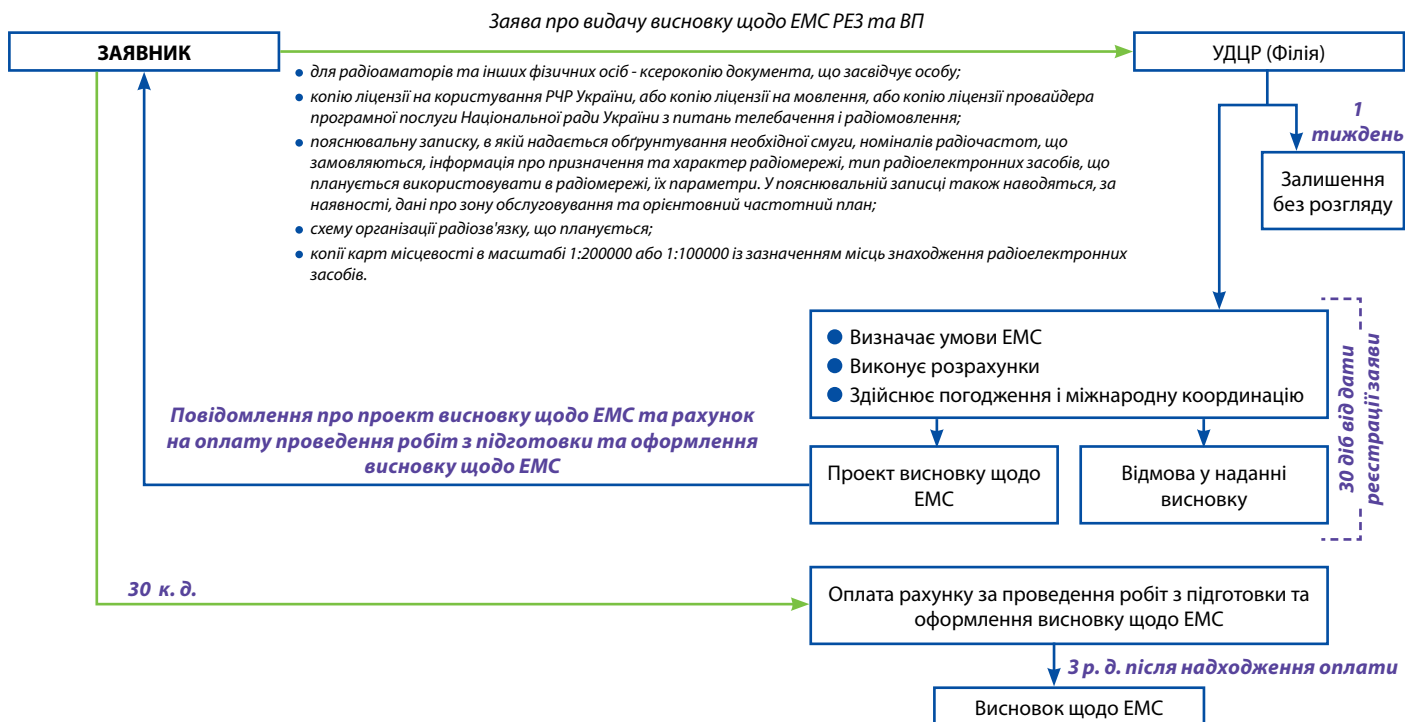 Заява про видачу висновку щодо ЕМС РЕЗ та ВП
ЗАЯВНИК
УДЦР (Філія)
● для радіоаматорів та інших фізичних осіб - ксерокопію документа, що засвідчує особу;
● копію ліцензії на користування РЧР України, або копію ліцензії на мовлення, або копію ліцензії провайдера
програмної послуги Національної ради України з питань телебачення і радіомовлення;
● пояснювальну записку, в якій надається обґрунтування необхідної смуги, номіналів радіочастот, що
замовляються, інформація про призначення та характер радіомережі, тип радіоелектронних засобів, що
планується використовувати в радіомережі, їх параметри. У пояснювальній записці також наводяться, за
наявності, дані про зону обслуговування та орієнтовний частотний план;
● схему організації радіозв'язку, що планується;
● копії карт місцевості в масштабі 1:200000 або 1:100000 із зазначенням місць знаходження радіоелектронних
засобів.
1
тиждень
Залишення
без розгляду
● Визначає умови ЕМС
● Виконує розрахунки
● Здійснює погодження і міжнародну координацію
30 діб від дати
реєстрації заяви
Повідомлення про проект висновку щодо ЕМС та рахунок
на оплату проведення робіт з підготовки та оформлення
висновку щодо ЕМС
Проект висновку щодо
ЕМС
Відмова у наданні
висновку
30 к. д.
Оплата рахунку за проведення робіт з підготовки та
оформлення висновку щодо ЕМС
3 р. д. після надходження оплати
Висновок щодо ЕМС